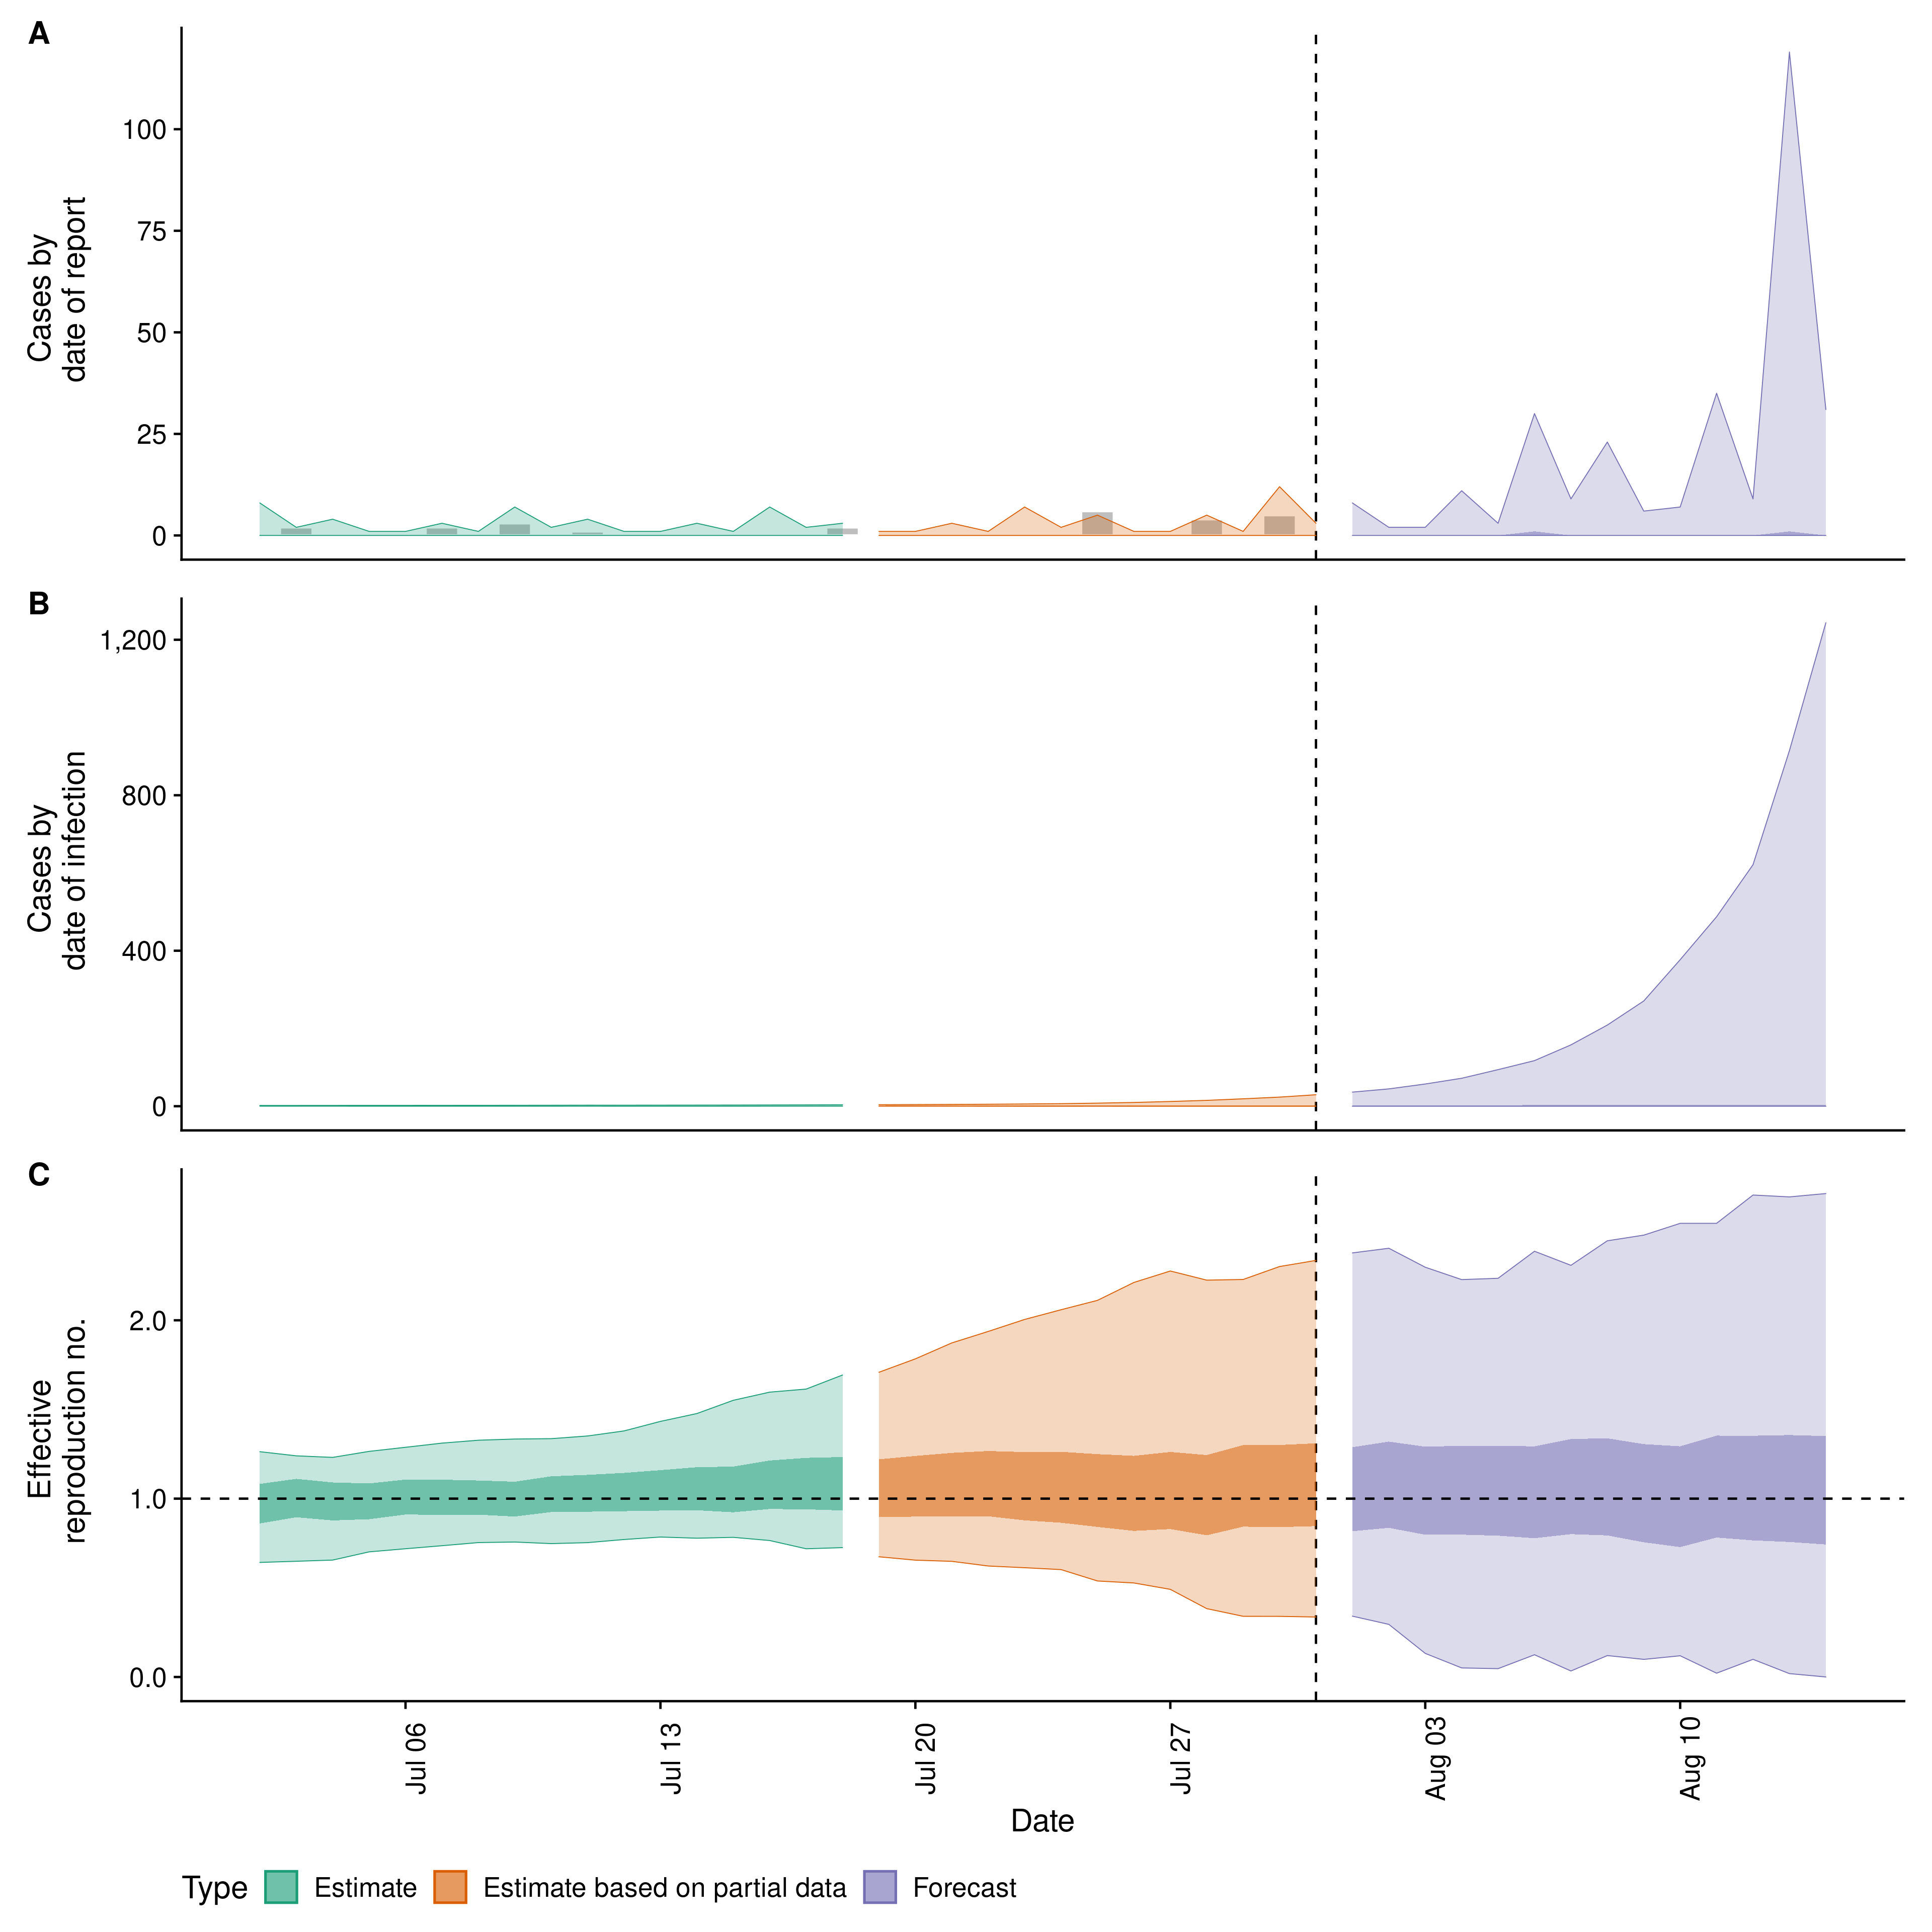 A
Cases by
date of report
100
75
50
25
0
B
Cases by
date of infection
1,200
800
400
0
C
Effective
reproduction no.
2.0
1.0
0.0
Jul 06
Jul 13
Jul 20
Jul 27
Aug 03
Aug 10
Date
Type Estimate Estimate based on partial data Forecast